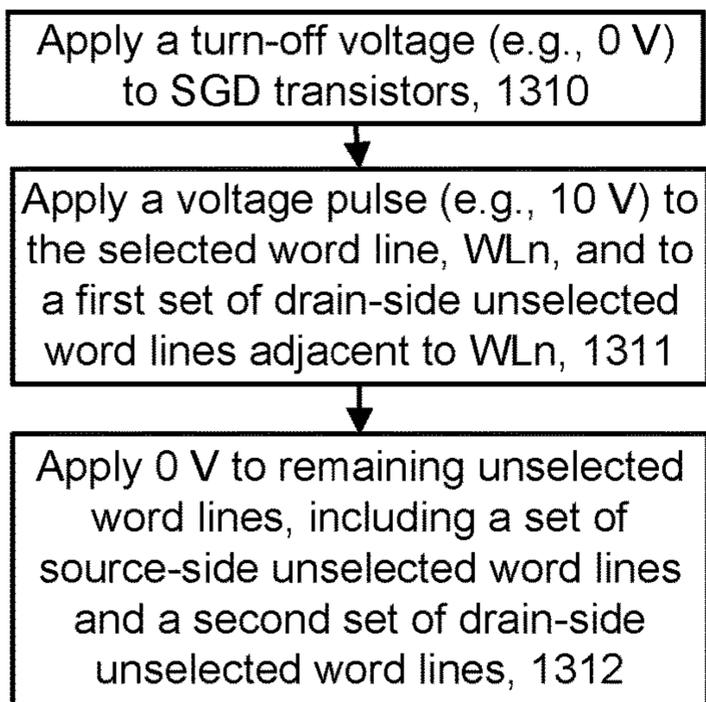 Apply a turn-off voltage (e.g., 0 V)
to SGD transistors, 1310
Apply a voltage pulse (e.g., 10 V) to
the selected word line, WLn, and to
a first set of drain-side unselected
word lines adjacent to WLn, 1311
Apply 0 V to remaining unselected
word lines, including a set of
source-side unselected word lines
and a second set of drain-side
unselected word lines, 1312